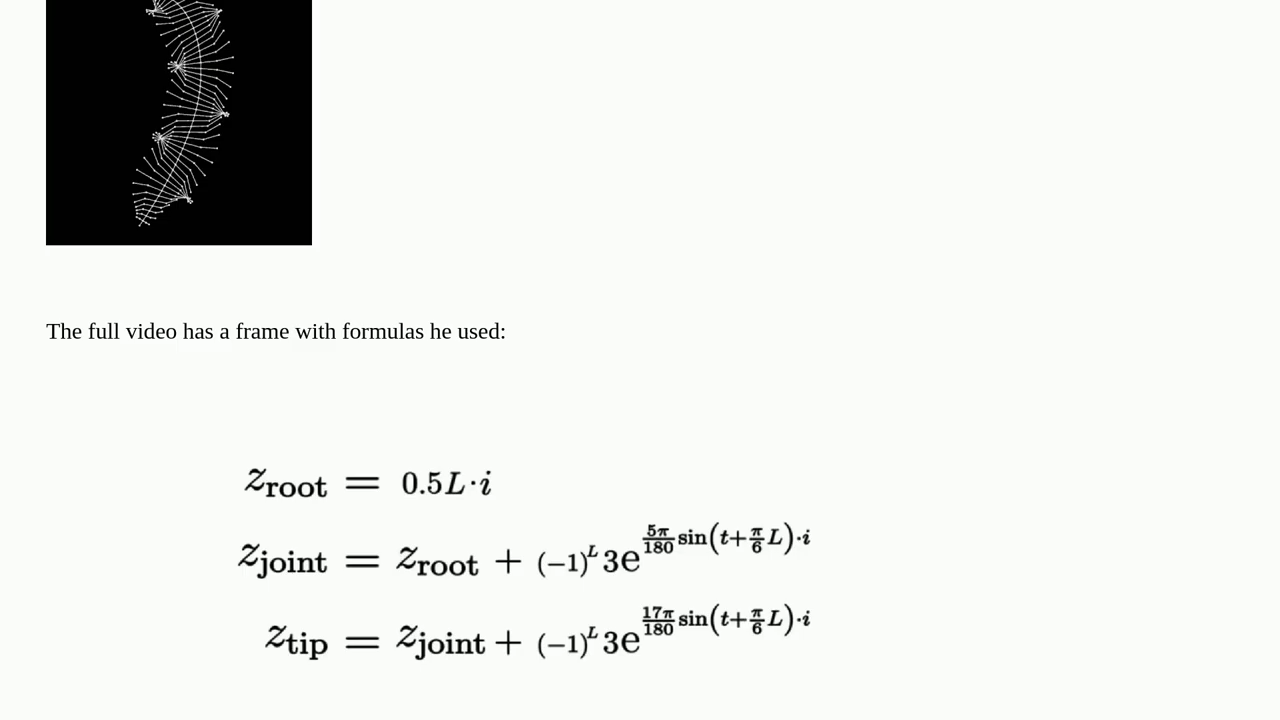 The full video has a frame with formulas he used:
z_root = 0.5L·i
z_joint = z_root + (−1)^L 3e^{5π/180 sin(t+π/6 L)·i}
z_tip = z_joint + (−1)^L 3e^{17π/180 sin(t+π/6 L)·i}